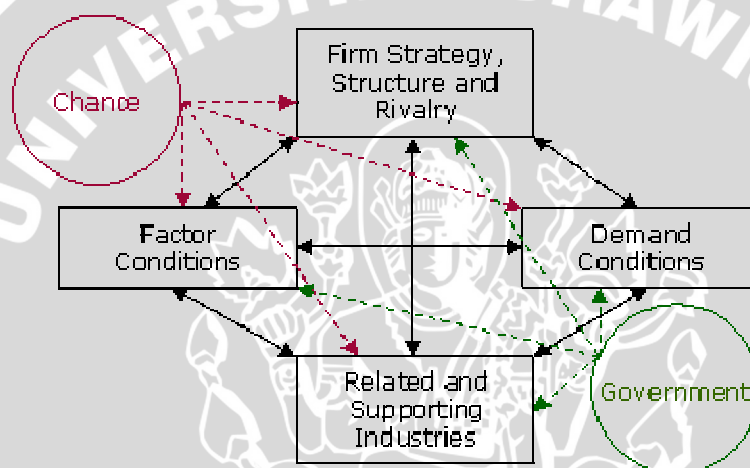 Firm Strategy,
Structure and
Rivalry
Chance
Factor
Conditions
Demand
Conditions
Related and
Supporting
Industries
Government